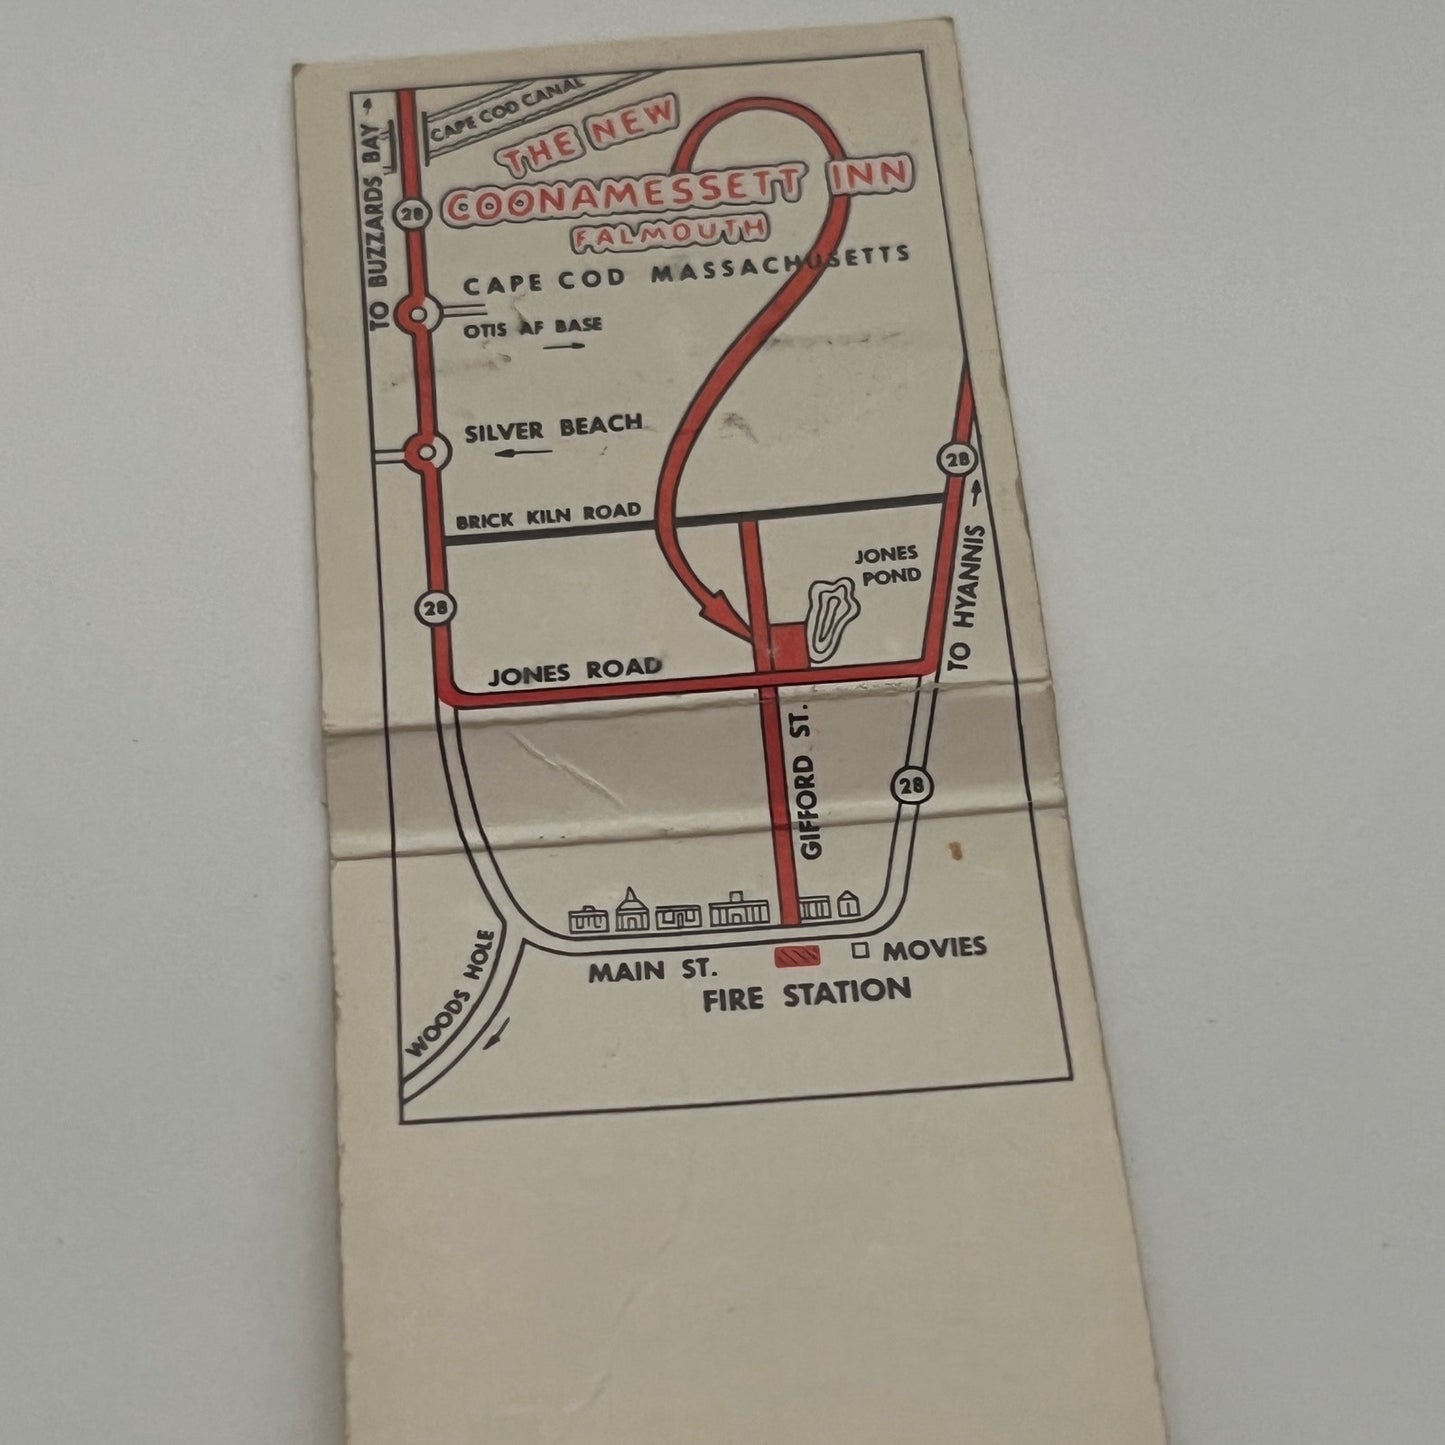 CAPE COD CANAL
TO BUZZARDS BAY
THE NEW
COONAMESSETT INN
FALMOUTH
CAPE COD MASSACHUSETTS
28
OTIS AF BASE
SILVER BEACH
28
BRICK KILN ROAD
JONES
POND
TO HYANNIS
28
JONES ROAD
GIFFORD ST.
28
WOODS HOLE
MAIN ST.
MOVIES
FIRE STATION